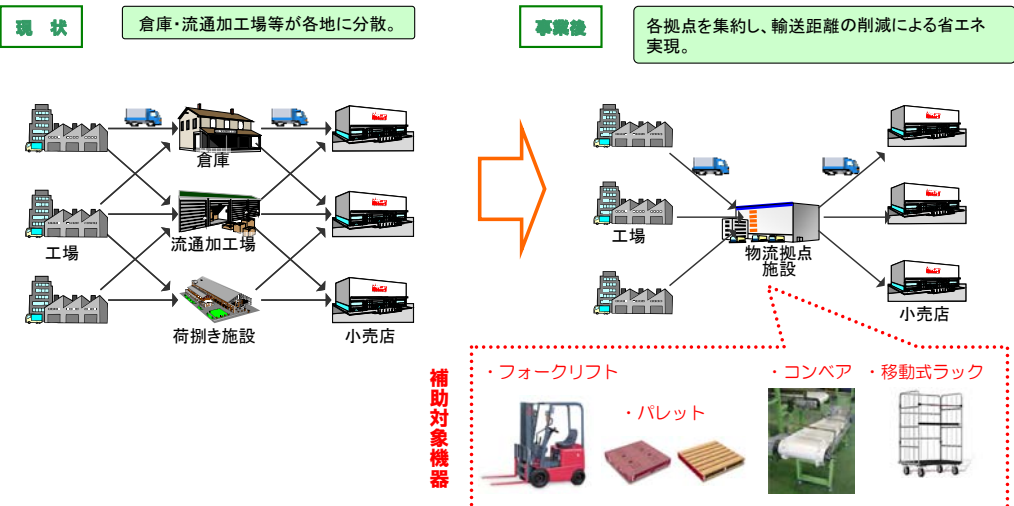 現 状
倉庫・流通加工場等が各地に分散。
倉庫
工場
流通加工場
荷捌き施設
小売店
事業後
各拠点を集約し、輸送距離の削減による省エネ
実現。
工場
物流拠点
施設
小売店
補助対象機器
・フォークリフト
・パレット
・コンベア
・移動式ラック